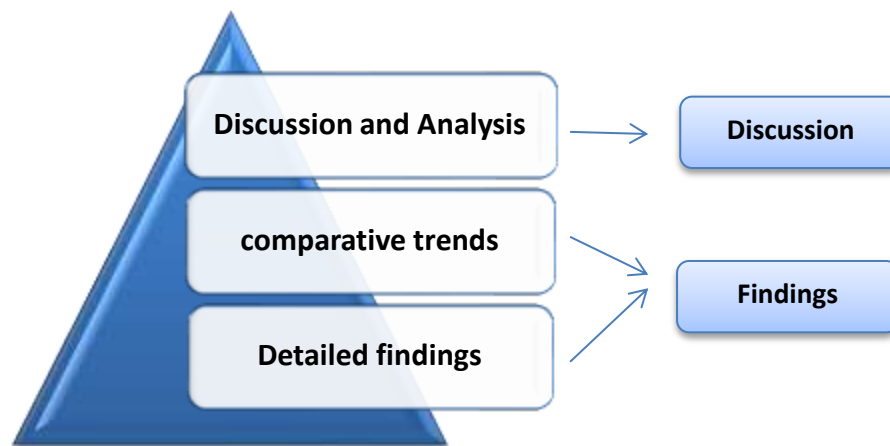 Discussion and Analysis
Discussion
comparative trends
Findings
Detailed findings